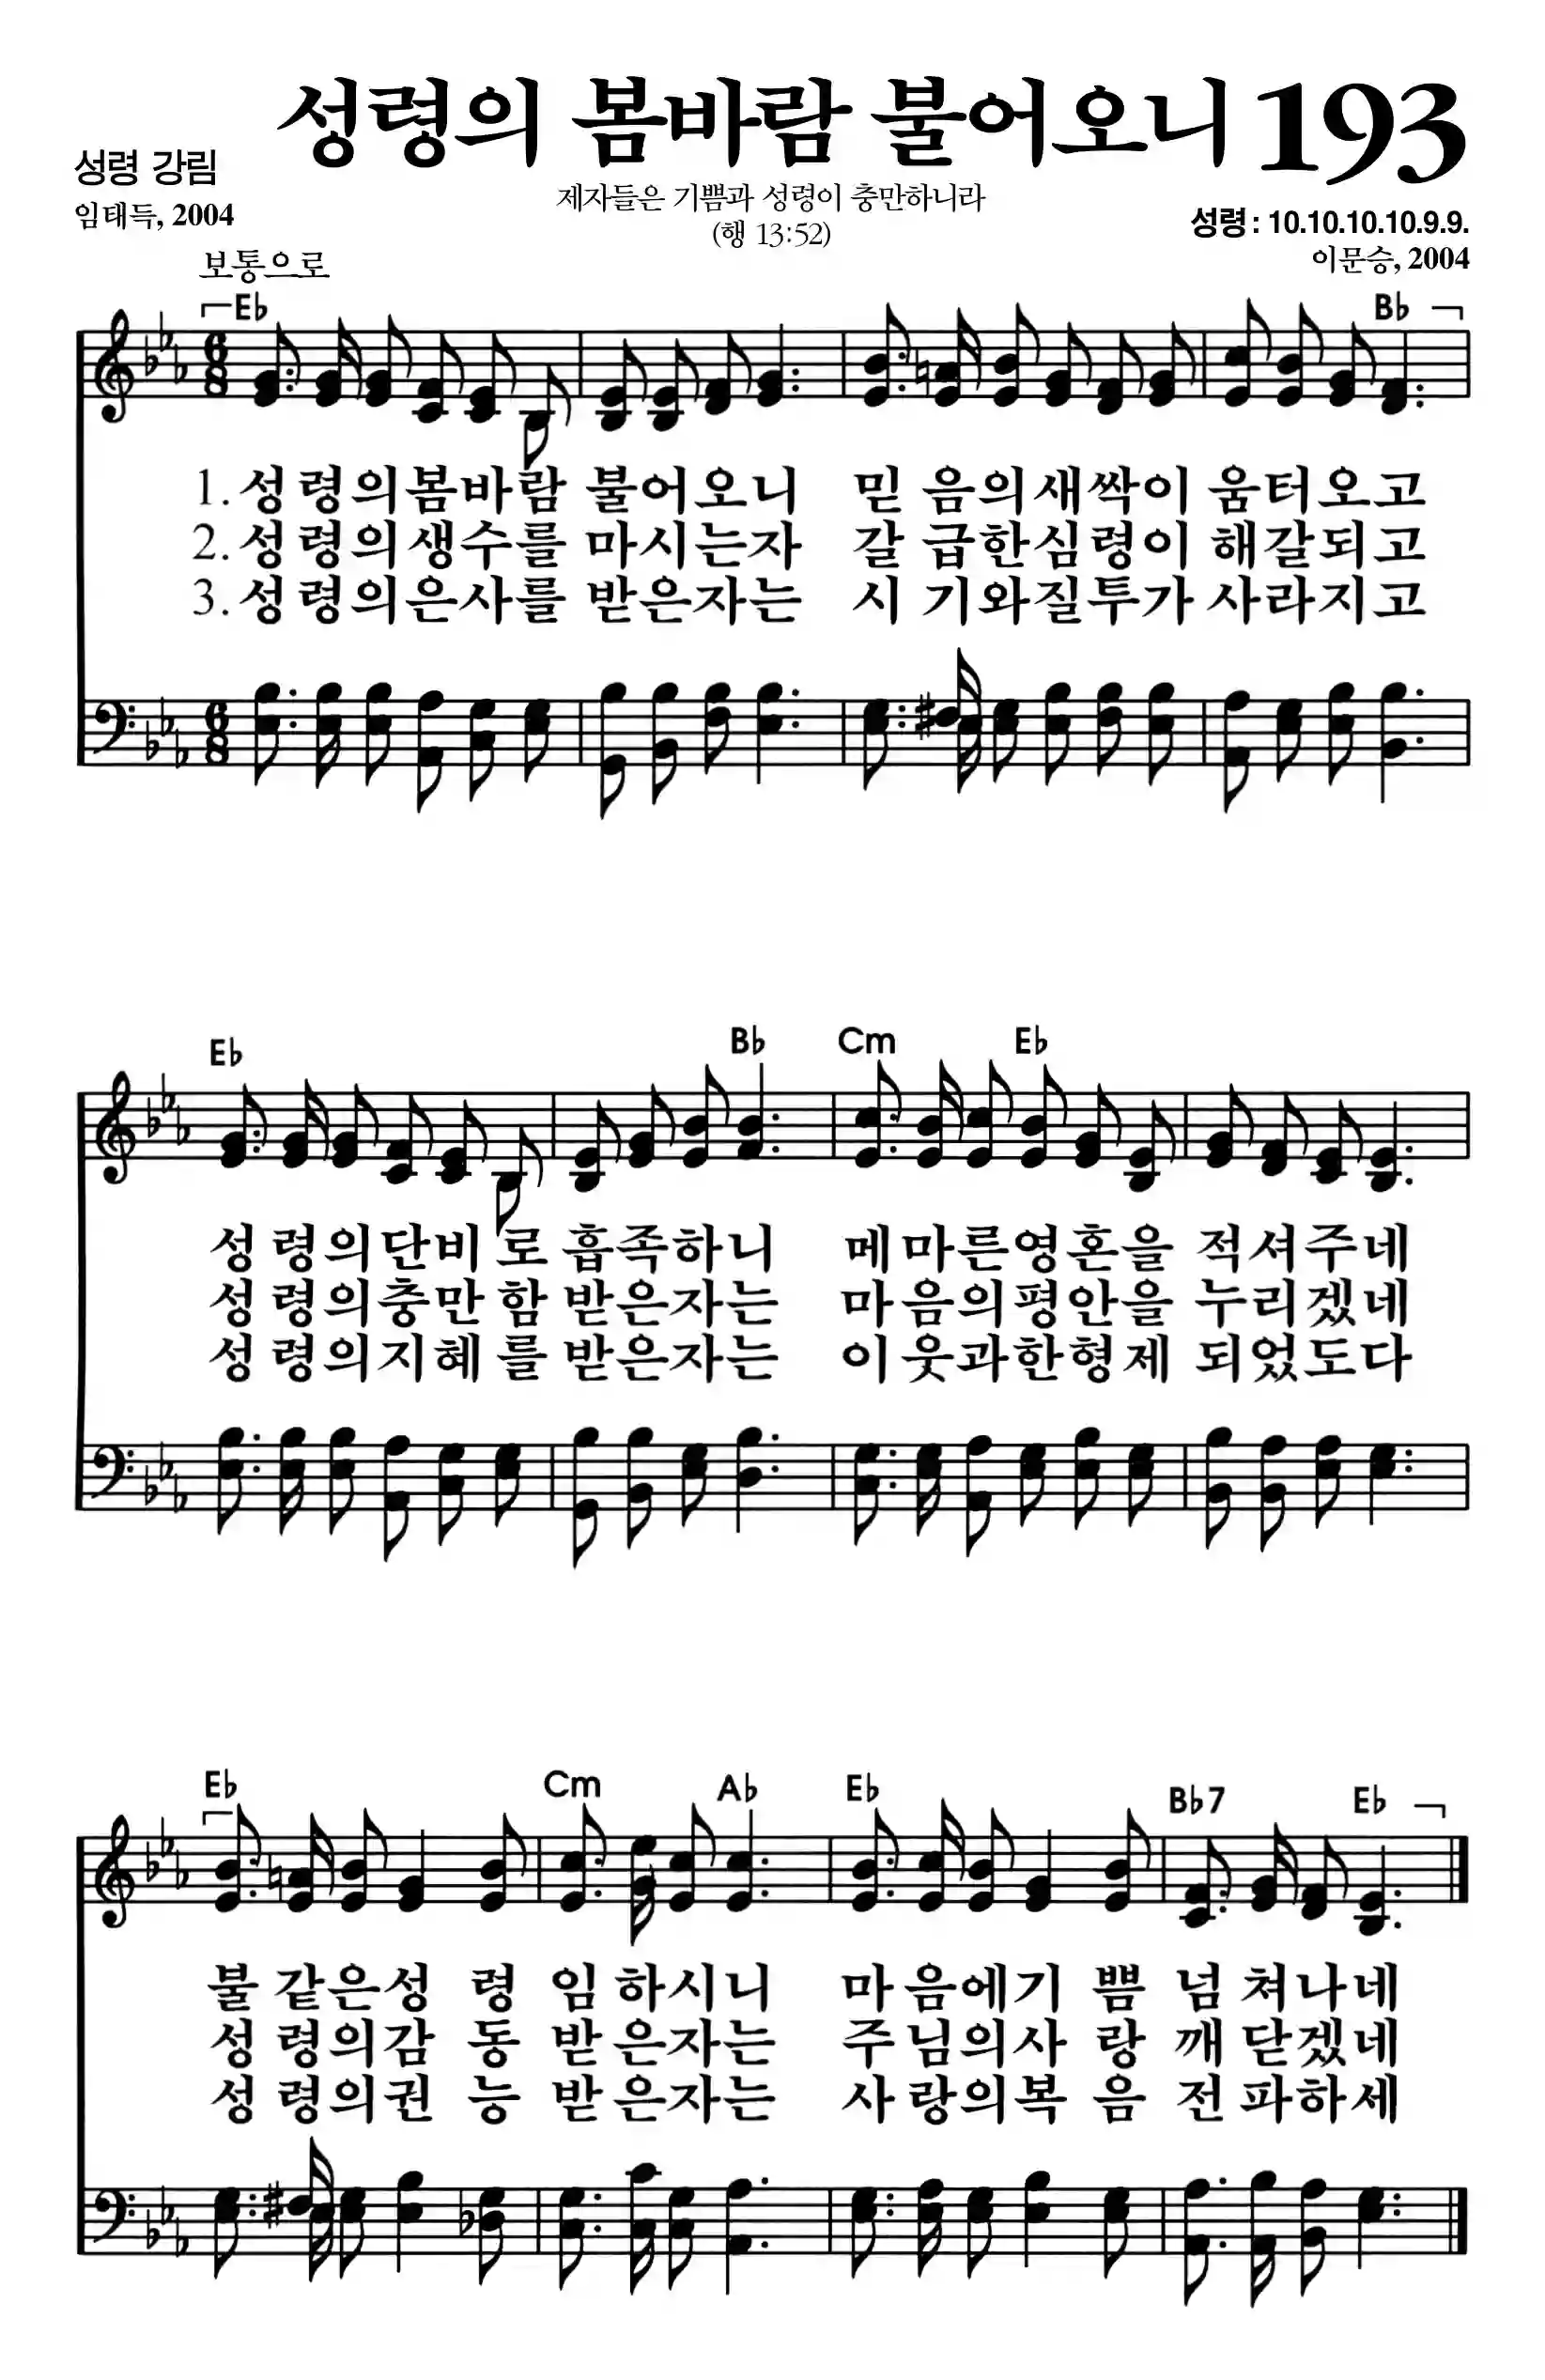 성령의 봄바람 불어오니 193
성령 강림
제자들은 기쁨과 성령이 충만하니라
임태득, 2004
(행 13:52)
성령 : 10.10.10.10.9.9.
이문승, 2004
보통으로
E♭ B♭
1. 성령의봄바람 불어오니 믿음의새싹이 움터오고
2. 성령의생수를 마시는자 갈급한심령이 해갈되고
3. 성령의은사를 받은자는 시기와질투가 사라지고
E♭ B♭ Cm E♭
성령의단비로 흡족하니 메마른영혼을 적셔주네
성령의충만함 받은자는 마음의평안을 누리겠네
성령의지혜를 받은자는 이웃과한형제 되었도다
E♭ Cm A♭ E♭ B♭7 E♭
불같은성령 임하시니 마음에기쁨 넘쳐나네
성령의감동 받은자는 주님의사랑 깨닫겠네
성령의권능 받은자는 사랑의복음 전파하세